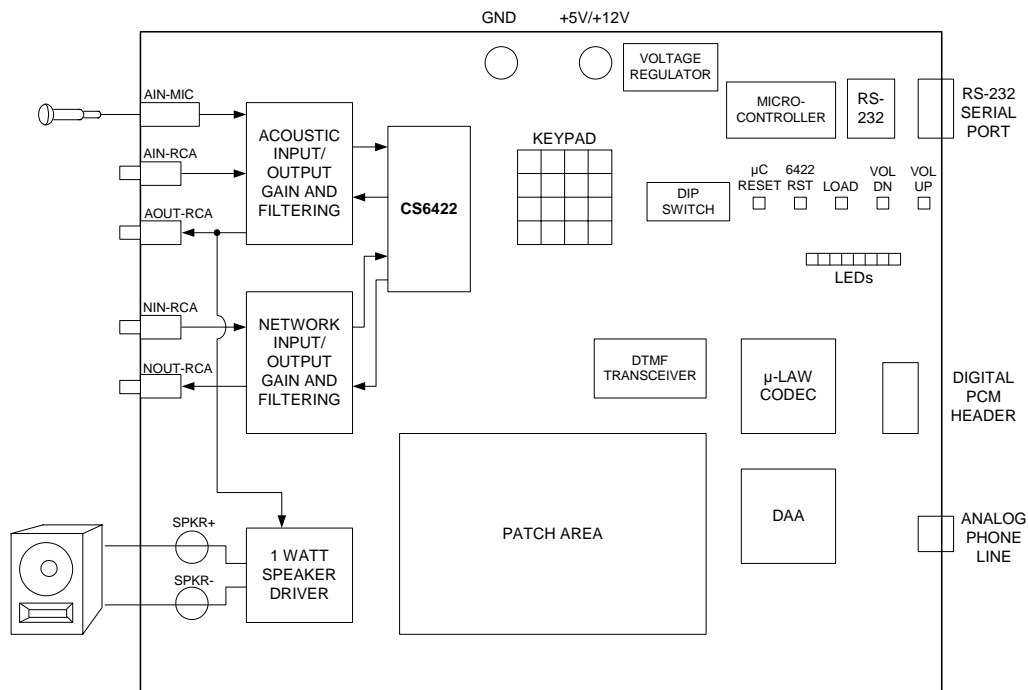 GND
+5V/+12V
VOLTAGE
REGULATOR
MICRO-
CONTROLLER
RS-
232
RS-232
SERIAL
PORT
AIN-MIC
AIN-RCA
AOUT-RCA
ACOUSTIC
INPUT/
OUTPUT
GAIN AND
FILTERING
CS6422
KEYPAD
DIP
SWITCH
µC
RESET
6422
RST
LOAD
VOL
DN
VOL
UP
LEDs
NIN-RCA
NOUT-RCA
NETWORK
INPUT/
OUTPUT
GAIN AND
FILTERING
DTMF
TRANSCEIVER
µ-LAW
CODEC
DIGITAL
PCM
HEADER
SPKR+
SPKR-
1 WATT
SPEAKER
DRIVER
PATCH AREA
DAA
ANALOG
PHONE
LINE